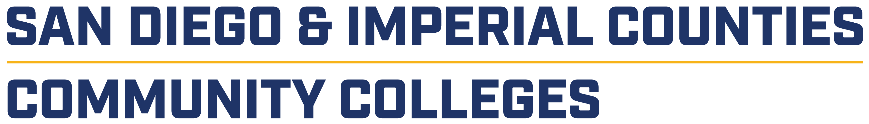 SAN DIEGO & IMPERIAL COUNTIES
COMMUNITY COLLEGES